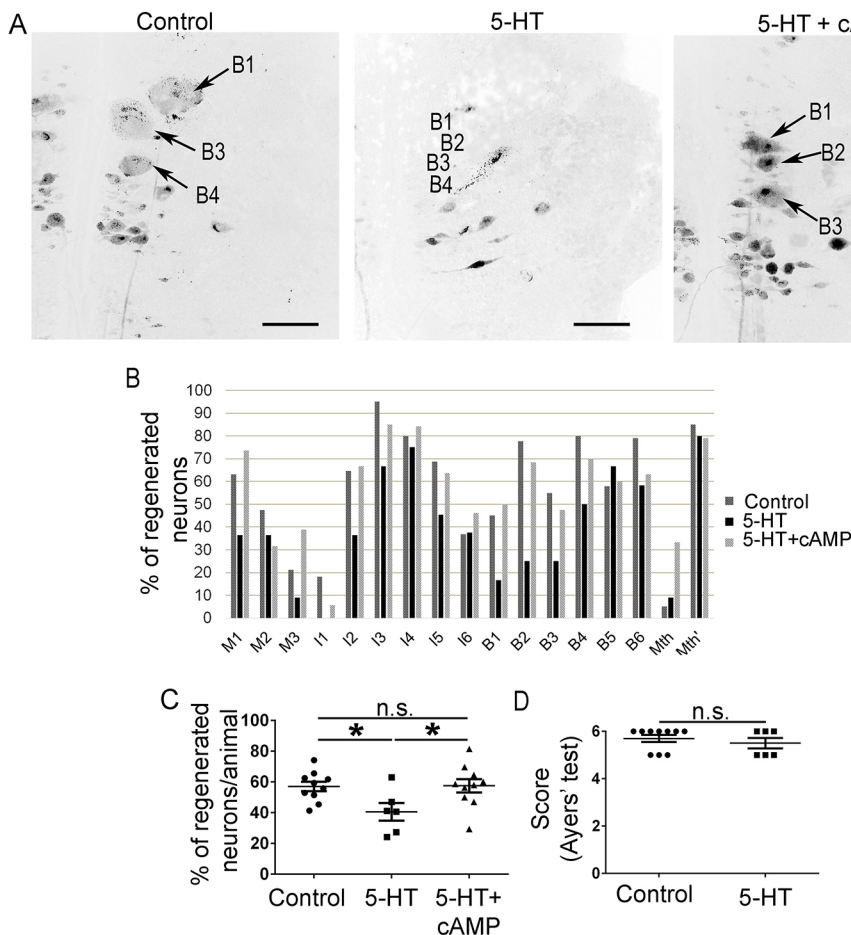 A
Control
5-HT
5-HT + cA
B1
B3
B4
B1
B2
B3
B4
B1
B2
B3
B
% of regenerated
neurons
100
90
80
70
60
50
40
30
20
10
0
M1 M2 M3 I1 I2 I3 I4 I5 I6 B1 B2 B3 B4 B5 B6 Mth Mth'
Control
5-HT
5-HT+cAMP
C
% of regenerated
neurons/animal
100
80
60
40
20
0
n.s.
* *
Control 5-HT 5-HT+
cAMP
D
Score
(Ayers' test)
6
4
2
0
n.s.
Control 5-HT